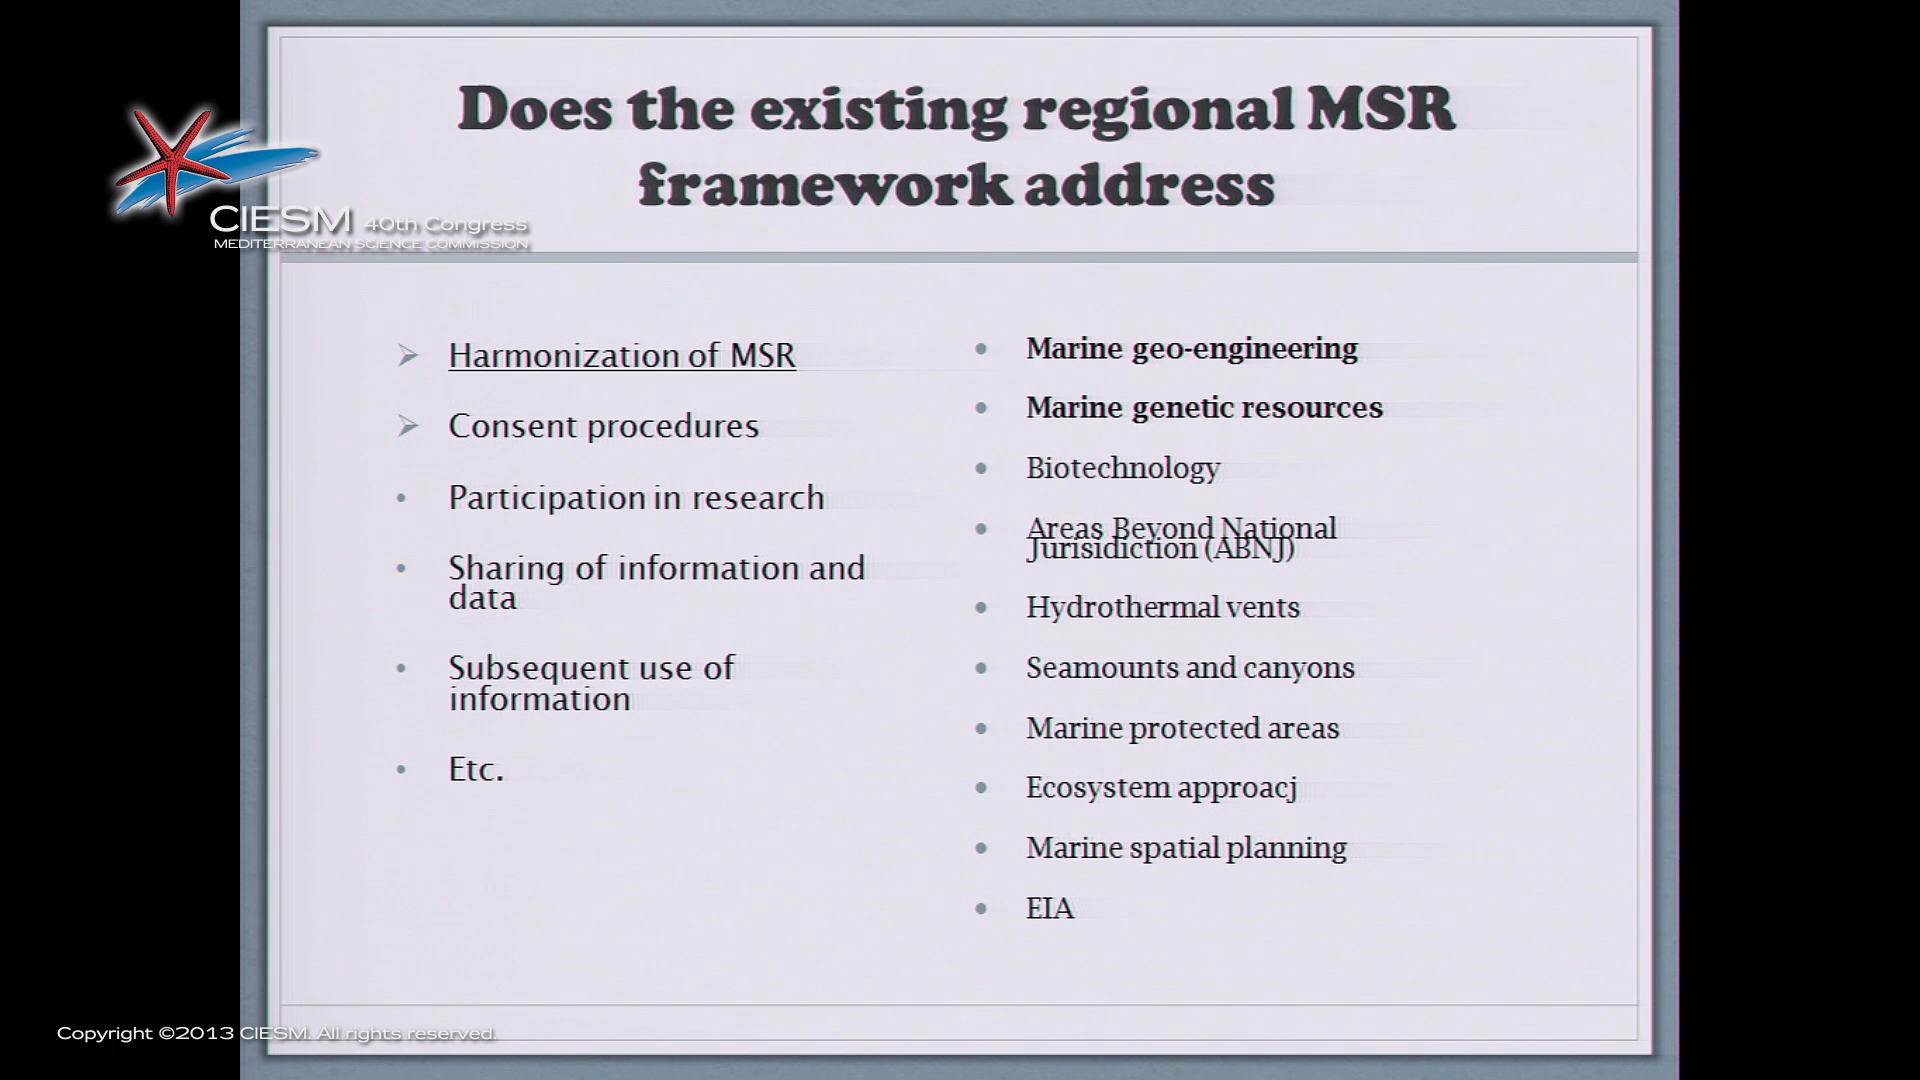 Does the existing regional MSR
framework address
CIESM 40th Congress
MEDITERRANEAN SCIENCE COMMISSION
Harmonization of MSR
Consent procedures
Participation in research
Sharing of information and
data
Subsequent use of
information
Etc.
Marine geo-engineering
Marine genetic resources
Biotechnology
Areas Beyond National
Jurisidiction (ABNJ)
Hydrothermal vents
Seamounts and canyons
Marine protected areas
Ecosystem approacj
Marine spatial planning
EIA
Copyright ©2013 CIESM. All rights reserved.